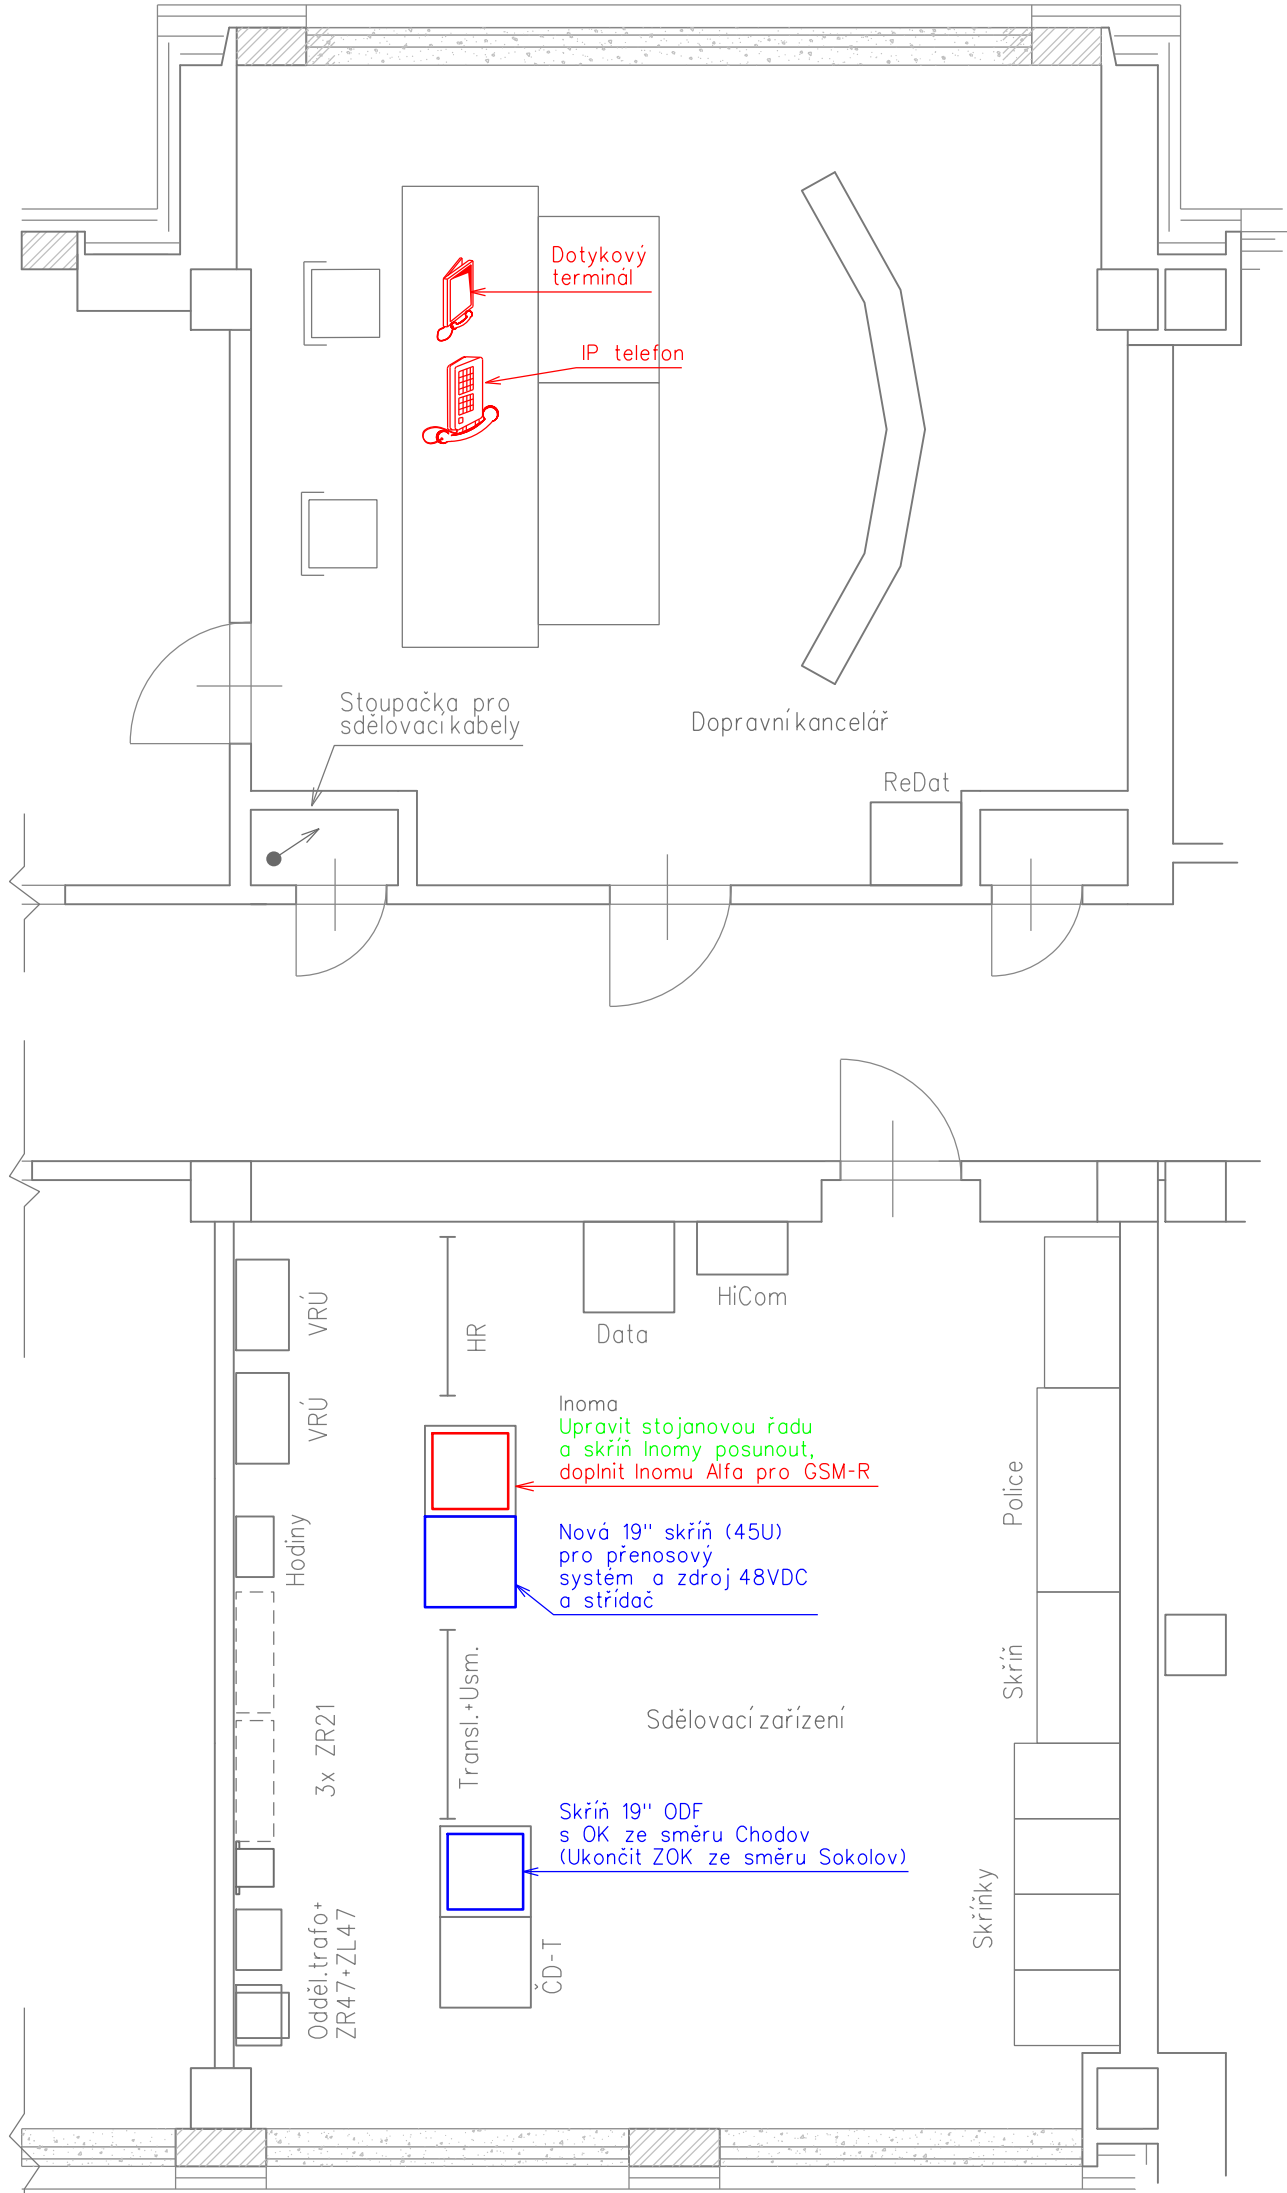 Dotykový
terminál
IP telefon
Stoupačka pro
sdělovací kabely
Dopravní kancelář
ReDat
VRÚ
HR
Data
HiCom
VRÚ
Inoma
Upravit stojanovou řadu
a skříň Inomy posunout,
doplnit Inomu Alfa pro GSM-R
Police
Hodiny
Nová 19" skříň (45U)
pro přenosový
systém a zdroj 48VDC
a střídač
Skříň
Transl.+Usm.
Sdělovací zařízení
3x ZR21
Skříň 19" ODF
s OK ze směru Chodov
(Ukončit ZOK ze směru Sokolov)
Skříňky
Odděl.trafo+
ZR47+ZL47
ČD-T